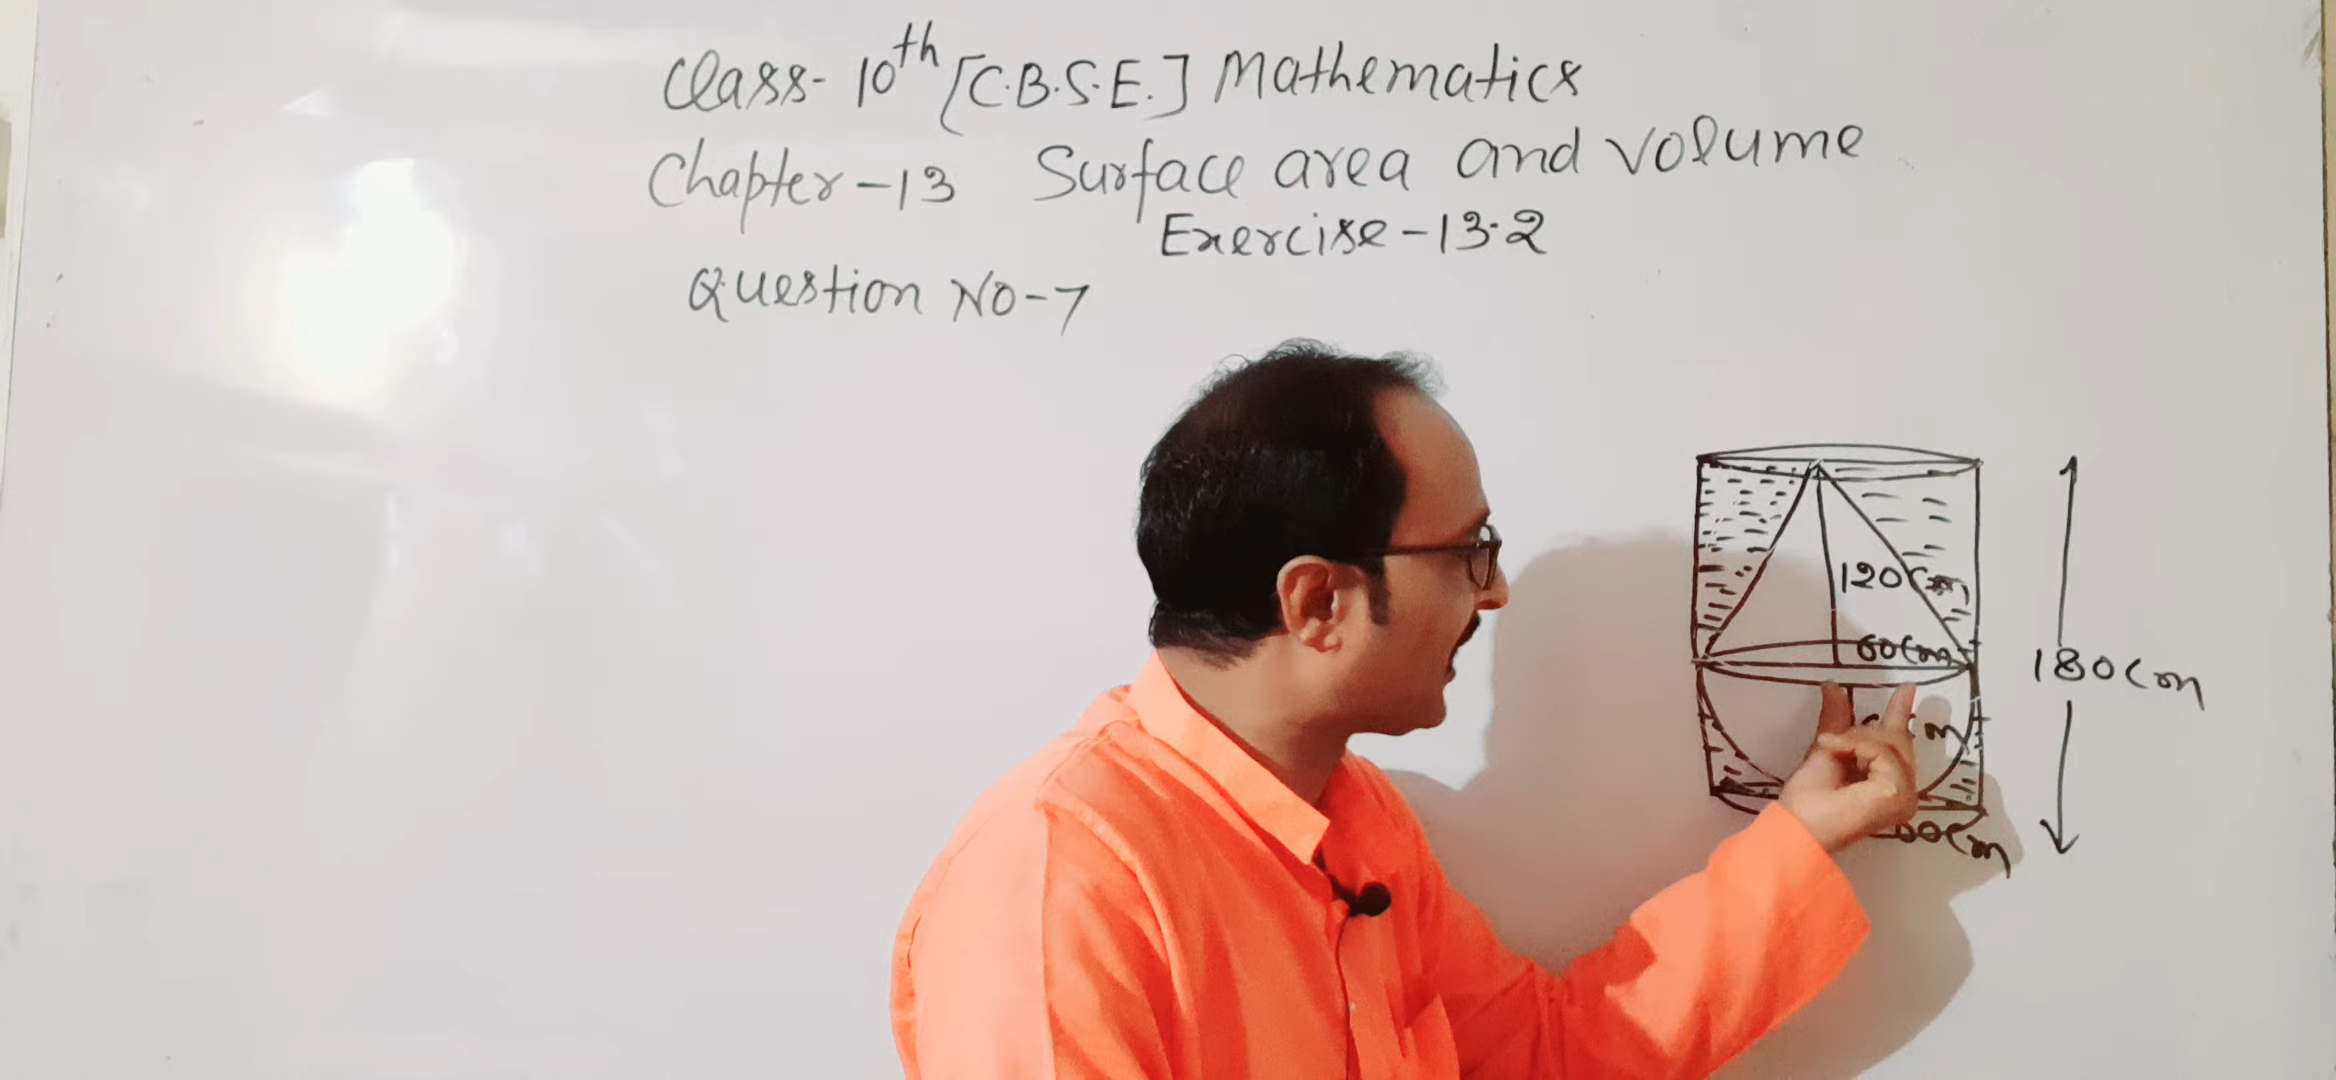 Class- 10th [C.B.S.E.] Mathematics
Chapter-13 Surface area and volume
Exercise-13.2
Question No-7
120cm
60cm
180cm